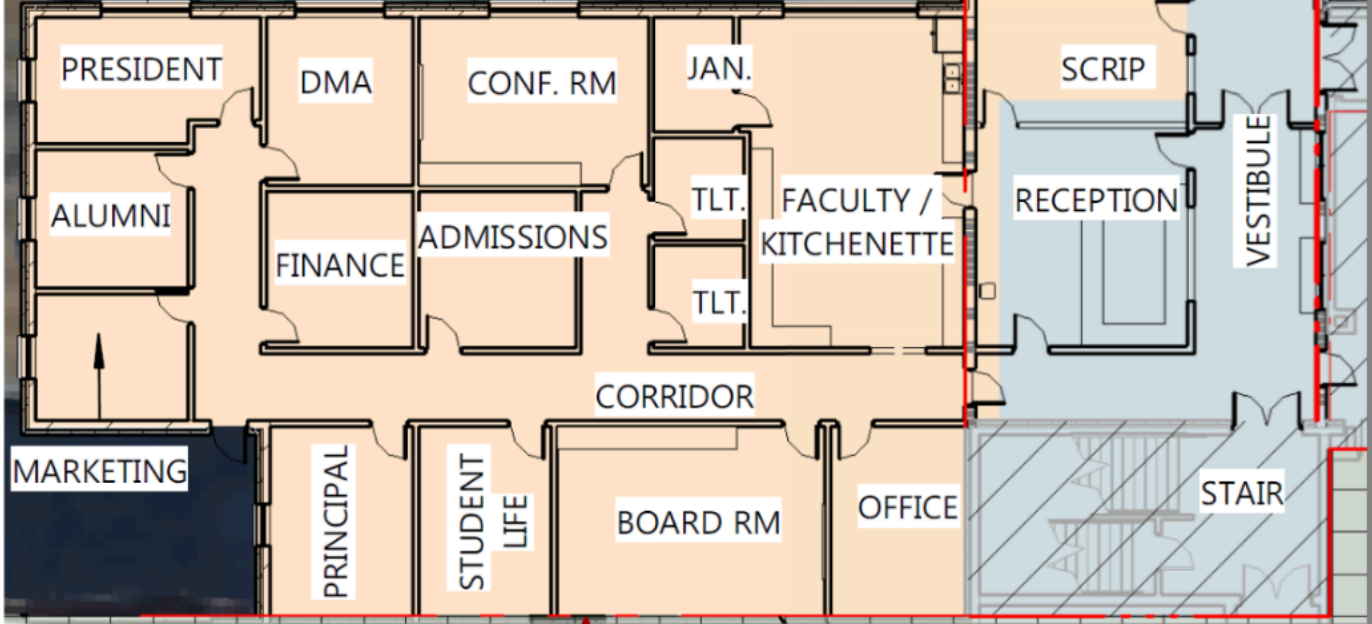 PRESIDENT
DMA
CONF. RM
JAN.
SCRIP
ALUMNI
FINANCE
ADMISSIONS
TLT.
TLT.
FACULTY /
KITCHENETTE
RECEPTION
VESTIBULE
CORRIDOR
MARKETING
PRINCIPAL
STUDENT
LIFE
BOARD RM
OFFICE
STAIR